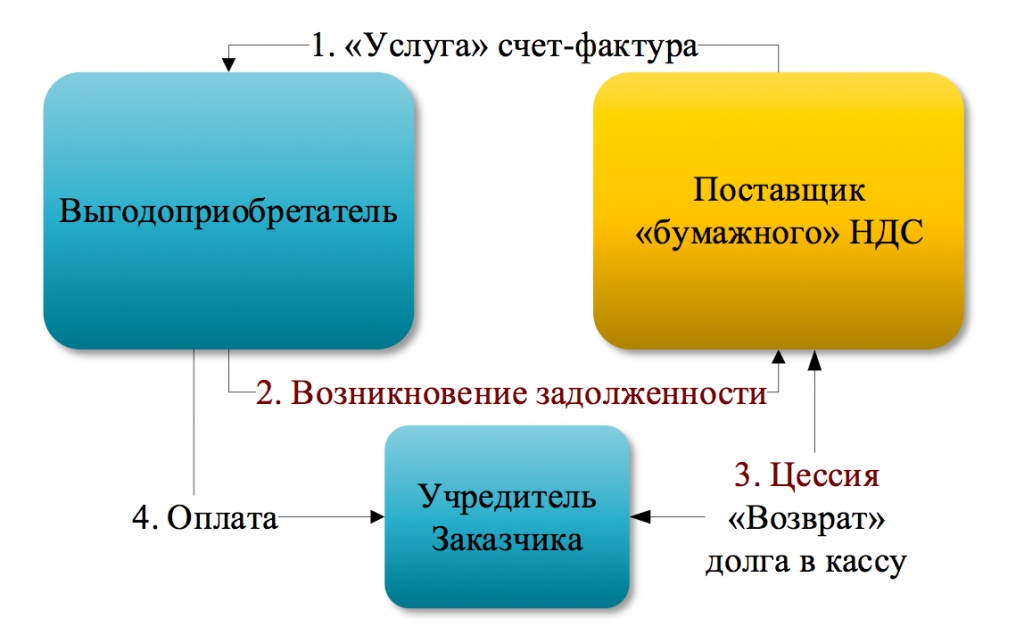 1. «Услуга» счет-фактура
Выгодоприобретатель
Поставщик
«бумажного» НДС
2. Возникновение задолженности
Учредитель
Заказчика
3. Цессия
«Возврат»
долга в кассу
4. Оплата